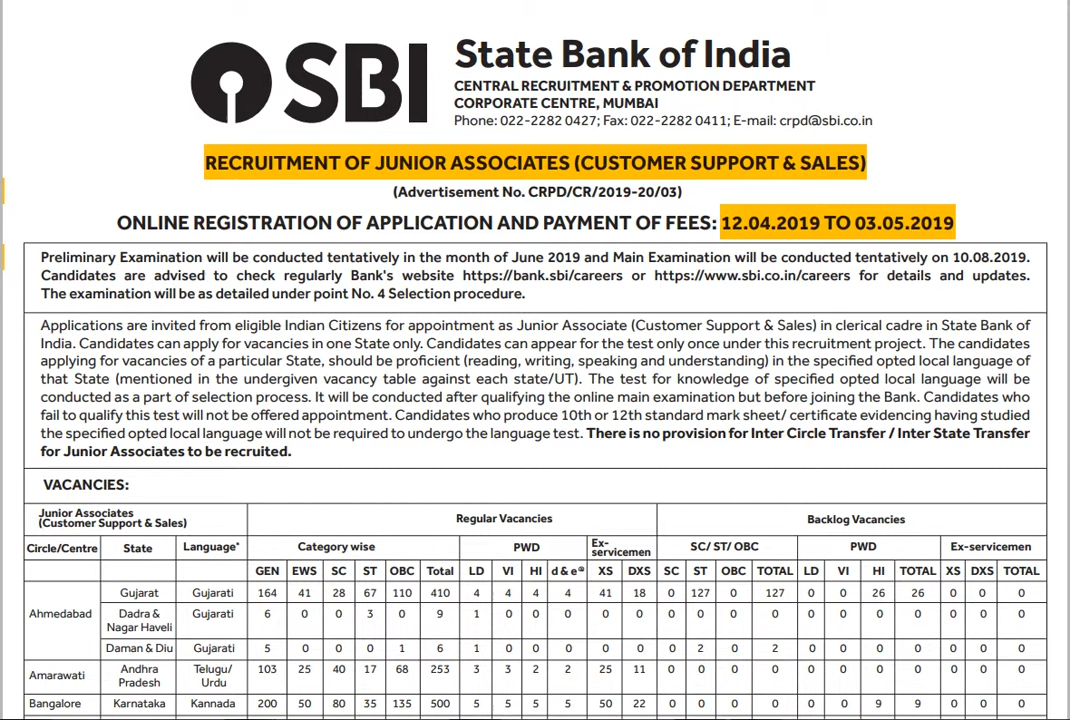 SBI
State Bank of India
CENTRAL RECRUITMENT & PROMOTION DEPARTMENT
CORPORATE CENTRE, MUMBAI
Phone: 022-2282 0427; Fax: 022-2282 0411; E-mail: crpd@sbi.co.in
RECRUITMENT OF JUNIOR ASSOCIATES (CUSTOMER SUPPORT & SALES)
(Advertisement No. CRPD/CR/2019-20/03)
ONLINE REGISTRATION OF APPLICATION AND PAYMENT OF FEES: 12.04.2019 TO 03.05.2019
Preliminary Examination will be conducted tentatively in the month of June 2019 and Main Examination will be conducted tentatively on 10.08.2019.
Candidates are advised to check regularly Bank's website https://bank.sbi/careers or https://www.sbi.co.in/careers for details and updates.
The examination will be as detailed under point No. 4 Selection procedure.
Applications are invited from eligible Indian Citizens for appointment as Junior Associate (Customer Support & Sales) in clerical cadre in State Bank of
India. Candidates can apply for vacancies in one State only. Candidates can appear for the test only once under this recruitment project. The candidates
applying for vacancies of a particular State, should be proficient (reading, writing, speaking and understanding) in the specified opted local language of
that State (mentioned in the undergiven vacancy table against each state/UT). The test for knowledge of specified opted local language will be
conducted as a part of selection process. It will be conducted after qualifying the online main examination but before joining the Bank. Candidates who
fail to qualify this test will not be offered appointment. Candidates who produce 10th or 12th standard mark sheet/ certificate evidencing having studied
the specified opted local language will not be required to undergo the language test. There is no provision for Inter Circle Transfer / Inter State Transfer
for Junior Associates to be recruited.
VACANCIES:
Junior Associates
(Customer Support & Sales) Regular Vacancies Backlog Vacancies
Circle/Centre State Language* Category wise PWD Ex-servicemen SC/ ST/ OBC PWD Ex-servicemen
GEN EWS SC ST OBC Total LD VI HI d & e@ XS DXS SC ST OBC TOTAL LD VI HI TOTAL XS DXS TOTAL
Ahmedabad Gujarat Gujarati 164 41 28 67 110 410 4 4 4 4 41 18 0 127 0 127 0 0 26 26 0 0 0
Dadra & Nagar Haveli Gujarati 6 0 0 3 0 9 1 0 0 0 0 0 0 0 0 0 0 0 0 0 0 0 0
Daman & Diu Gujarati 5 0 0 0 1 6 1 0 0 0 0 0 0 2 0 2 0 0 0 0 0 0 0
Amarawati Andhra Pradesh Telugu/ Urdu 103 25 40 17 68 253 3 3 2 2 25 11 0 0 0 0 0 0 0 0 0 0 0
Bangalore Karnataka Kannada 200 50 80 35 135 500 5 5 5 5 50 22 0 0 0 0 0 0 9 9 0 0 0